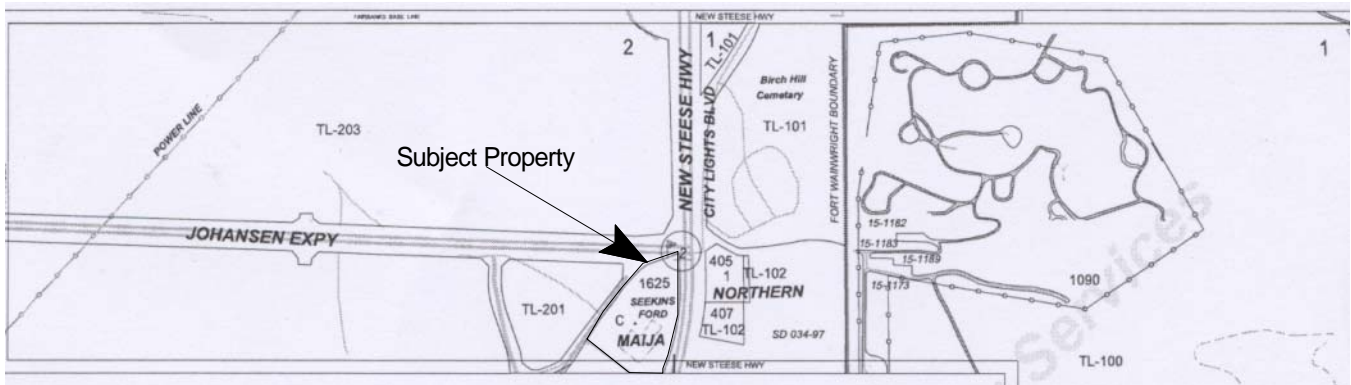 FAIRBANKS BASE LINE
NEW STEESE HWY
2
1
1
TL-101
POWER LINE
TL-203
NEW STEESE HWY
CITY LIGHTS BLVD
Birch Hill
Cemetary
TL-101
FORT WAINWRIGHT BOUNDARY
Subject Property
JOHANSEN EXPY
2
15-1182
15-1183
15-1189
15-1173
1090
405
1
TL-102
NORTHERN
407
TL-102
SD 034-97
1625
SEEKINS
FORD
C
MAIJA
TL-201
NEW STEESE HWY
TL-100
Services